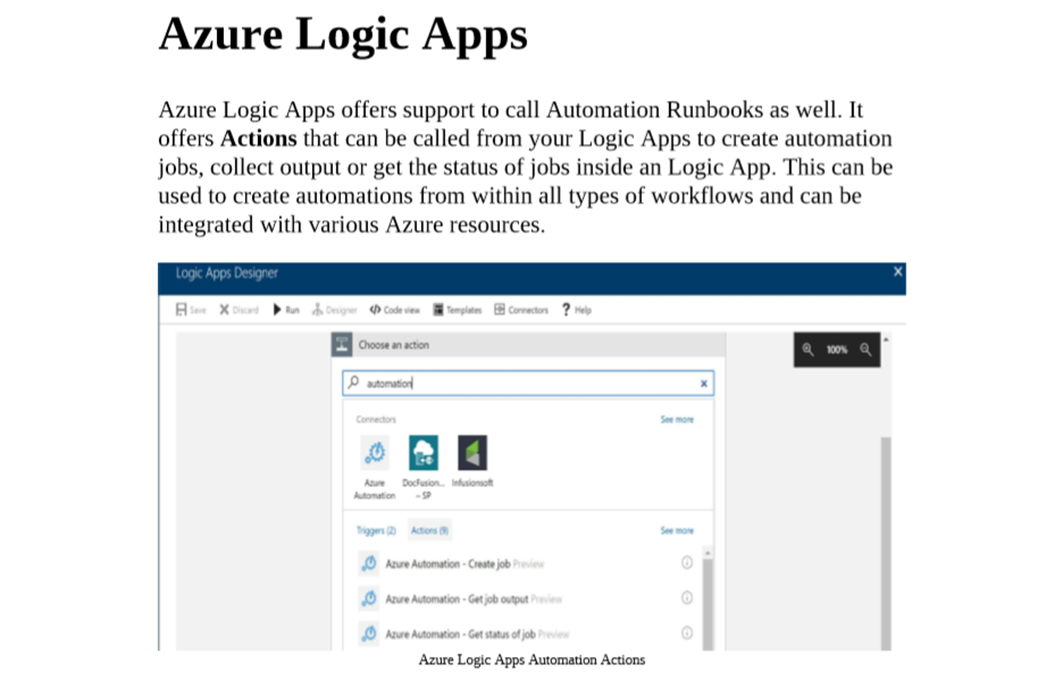 Azure Logic Apps
Azure Logic Apps offers support to call Automation Runbooks as well. It
offers Actions that can be called from your Logic Apps to create automation
jobs, collect output or get the status of jobs inside an Logic App. This can be
used to create automations from within all types of workflows and can be
integrated with various Azure resources.
Logic Apps Designer
Save Discard Run Designer Code view Templates Connectors ? Help
Choose an action
100%
automation
Connectors See more
Azure Automation
DocFusion... – SP
Infusionsoft
Triggers (2) Actions (9) See more
Azure Automation - Create job Preview
Azure Automation - Get job output Preview
Azure Automation - Get status of job Preview
Azure Logic Apps Automation Actions